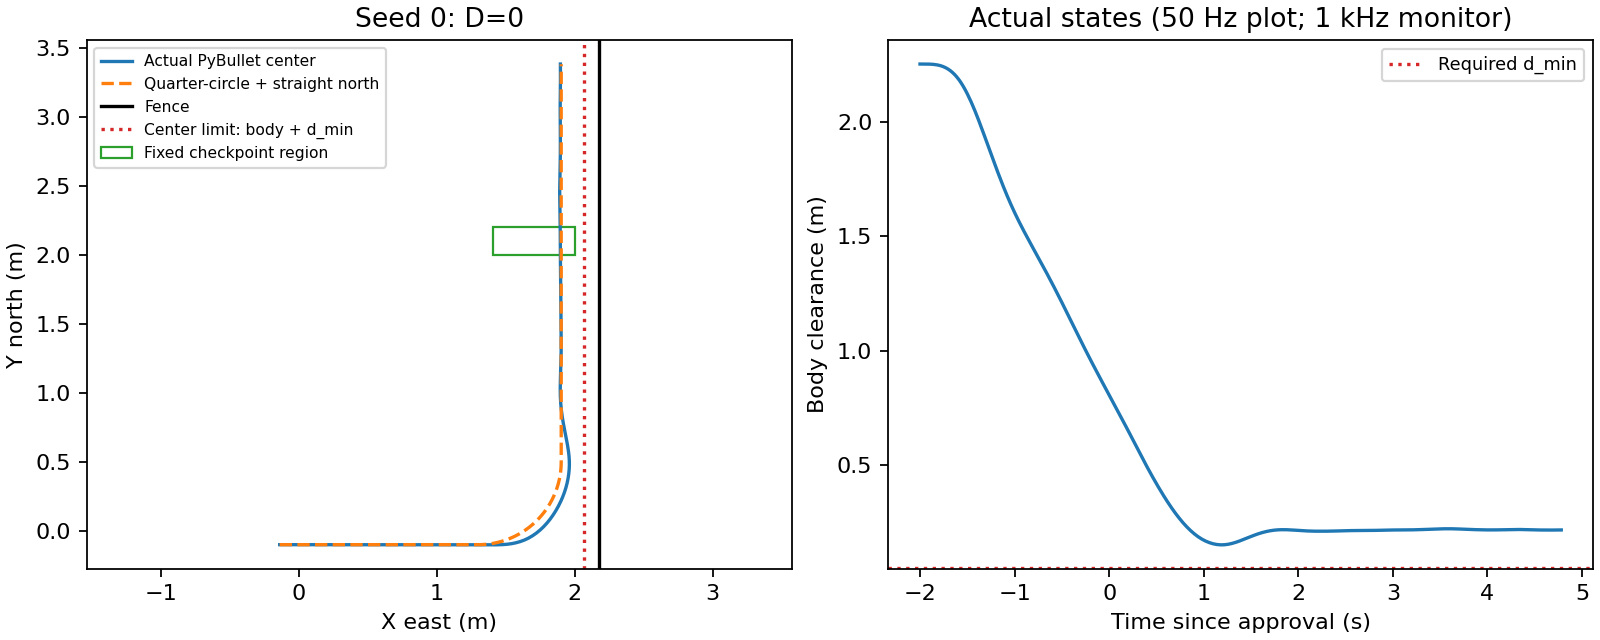 Seed 0: D=0
3.5
3.0
2.5
2.0
1.5
1.0
0.5
0.0
Y north (m)
Actual PyBullet center
Quarter-circle + straight north
Fence
Center limit: body + d_min
Fixed checkpoint region
−1
0
1
2
3
X east (m)
Actual states (50 Hz plot; 1 kHz monitor)
Required d_min
2.0
1.5
1.0
0.5
Body clearance (m)
−2
−1
0
1
2
3
4
5
Time since approval (s)